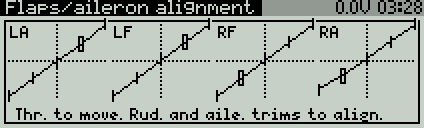 Flaps/aileron alignment 0.0V 03:28
LA LF RF RA
Thr. to move. Rud. and aile. trims to align.